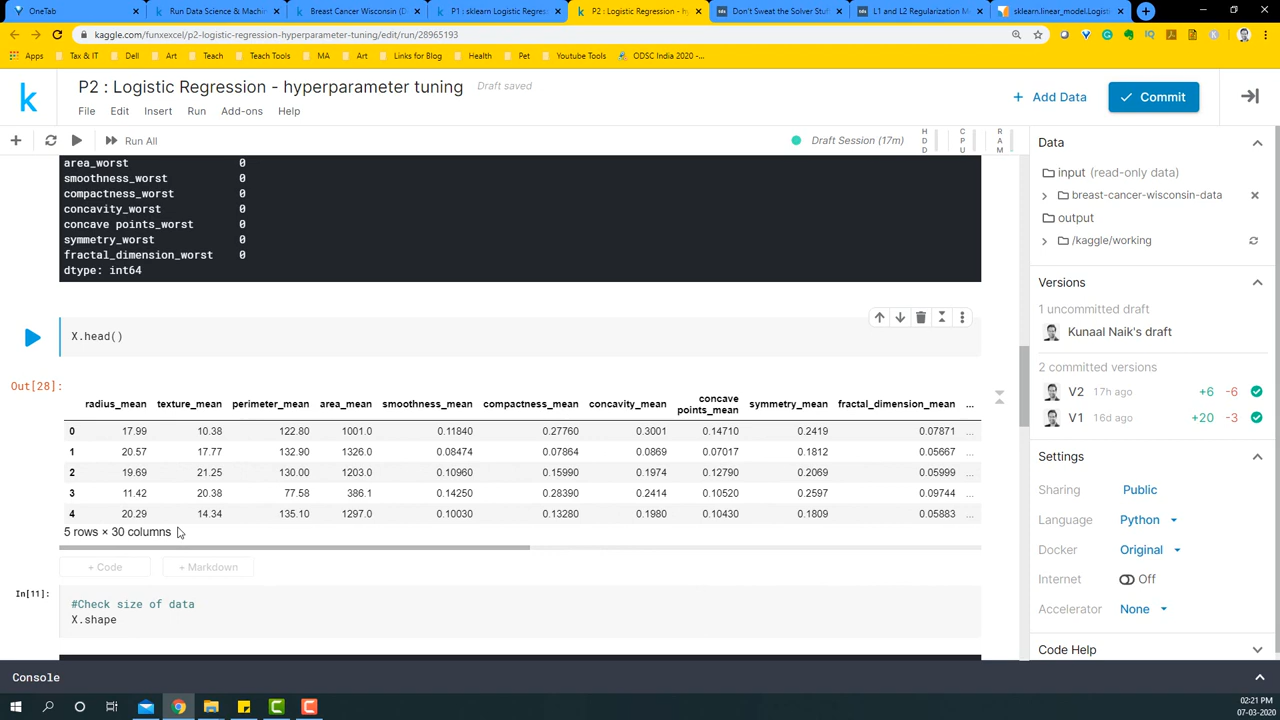 OneTab
Run Data Science & Machin
Breast Cancer Wisconsin (D
P1 : sklearn Logistic Regress
P2 : Logistic Regression - hy
Don't Sweat the Solver Stuf
L1 and L2 Regularization M
sklearn.linear_model.Logist
kaggle.com/funxexcel/p2-logistic-regression-hyperparameter-tuning/edit/run/28965193
Apps Tax & IT Dell Art Teach Teach Tools MA Art Links for Blog Health Pet Youtube Tools ODSC India 2020 -...
P2 : Logistic Regression - hyperparameter tuning Draft saved
File Edit Insert Run Add-ons Help
+ Add Data
Commit
Run All
Draft Session (17m)
HDD
CPU
RAM
area_worst 0
smoothness_worst 0
compactness_worst 0
concavity_worst 0
concave points_worst 0
symmetry_worst 0
fractal_dimension_worst 0
dtype: int64
X.head()
Out[28]:
radius_mean texture_mean perimeter_mean area_mean smoothness_mean compactness_mean concavity_mean concave points_mean symmetry_mean fractal_dimension_mean ...
0 17.99 10.38 122.80 1001.0 0.11840 0.27760 0.3001 0.14710 0.2419 0.07871 ...
1 20.57 17.77 132.90 1326.0 0.08474 0.07864 0.0869 0.07017 0.1812 0.05667 ...
2 19.69 21.25 130.00 1203.0 0.10960 0.15990 0.1974 0.12790 0.2069 0.05999 ...
3 11.42 20.38 77.58 386.1 0.14250 0.28390 0.2414 0.10520 0.2597 0.09744 ...
4 20.29 14.34 135.10 1297.0 0.10030 0.13280 0.1980 0.10430 0.1809 0.05883 ...
5 rows × 30 columns
+ Code + Markdown
In[11]:
#Check size of data
X.shape
Data
input (read-only data)
breast-cancer-wisconsin-data
output
/kaggle/working
Versions
1 uncommitted draft
Kunaal Naik's draft
2 committed versions
V2 17h ago +6 -6
V1 16d ago +20 -3
Settings
Sharing Public
Language Python
Docker Original
Internet Off
Accelerator None
Code Help
Console
02:21 PM
07-03-2020